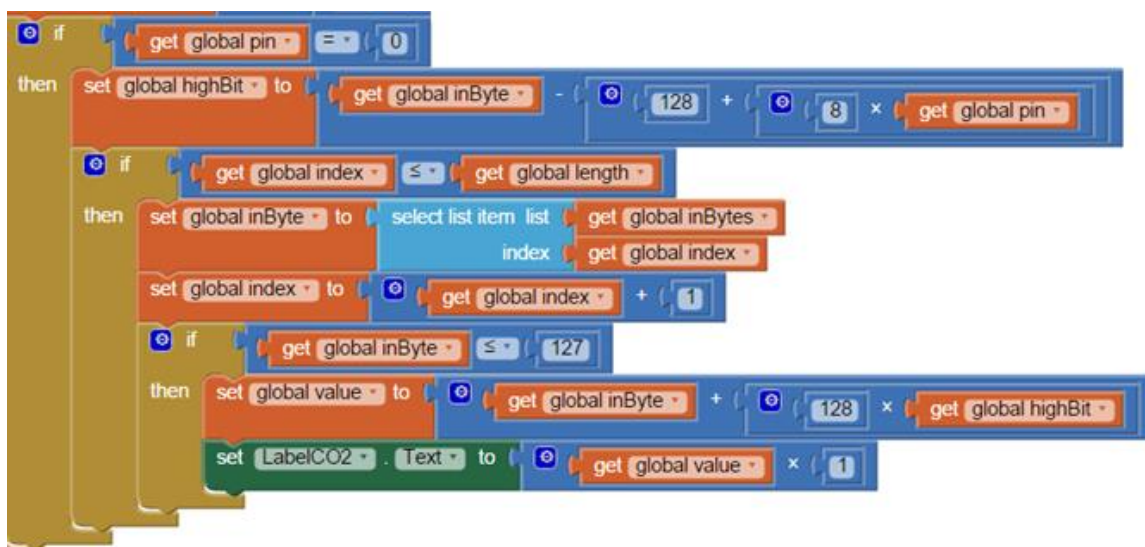 if get global pin = 0
then set global highBit to get global inByte - 128 + 8 × get global pin
if get global index ≤ get global length
then set global inByte to select list item list get global inBytes
index get global index
set global index to get global index + 1
if get global inByte ≤ 127
then set global value to get global inByte + 128 × get global highBit
set LabelCO2 . Text to get global value × 1